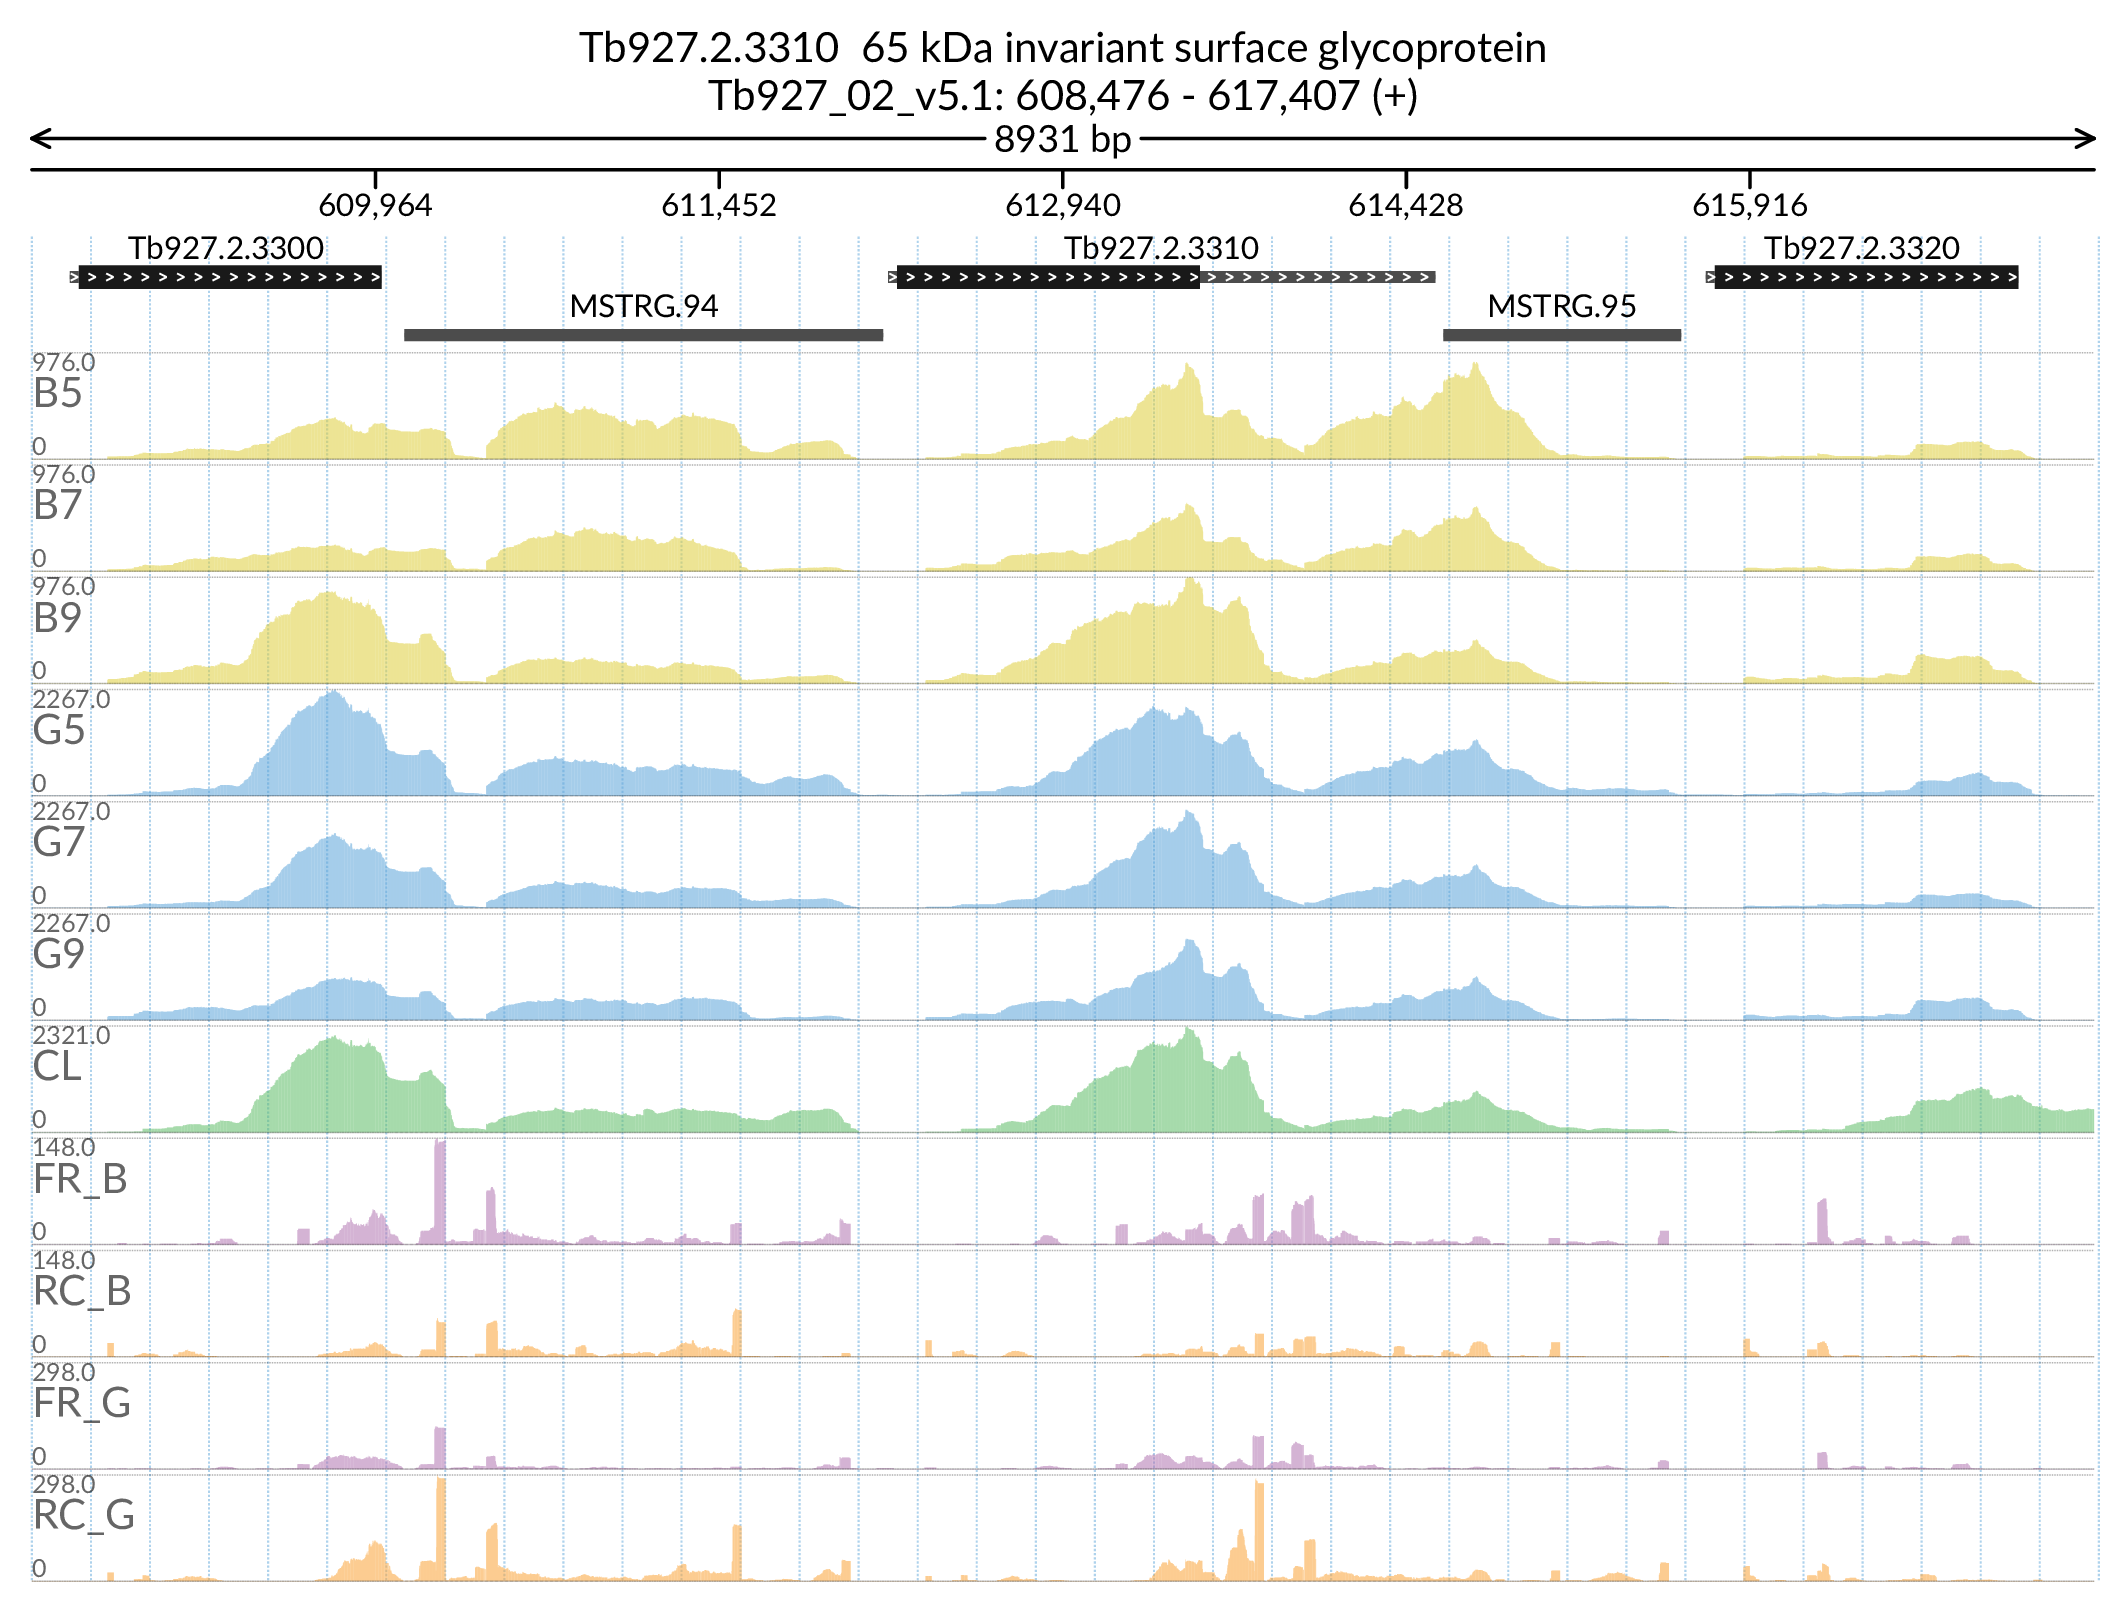 Tb927.2.3310  65 kDa invariant surface glycoprotein
Tb927_02_v5.1: 608,476 - 617,407 (+)
8931 bp
609,964 611,452 612,940 614,428 615,916
Tb927.2.3300 Tb927.2.3310 Tb927.2.3320
MSTRG.94 MSTRG.95
976.0
B5
0
976.0
B7
0
976.0
B9
0
2267.0
G5
0
2267.0
G7
0
2267.0
G9
0
2321.0
CL
0
148.0
FR_B
0
148.0
RC_B
0
298.0
FR_G
0
298.0
RC_G
0